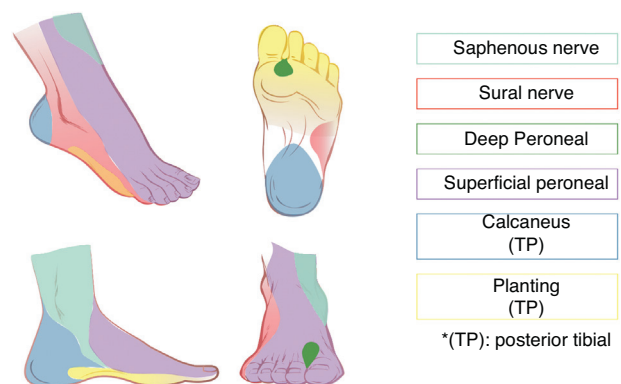 Saphenous nerve
Sural nerve
Deep Peroneal
Superficial peroneal
Calcaneus
(TP)
Planting
(TP)
*(TP): posterior tibial